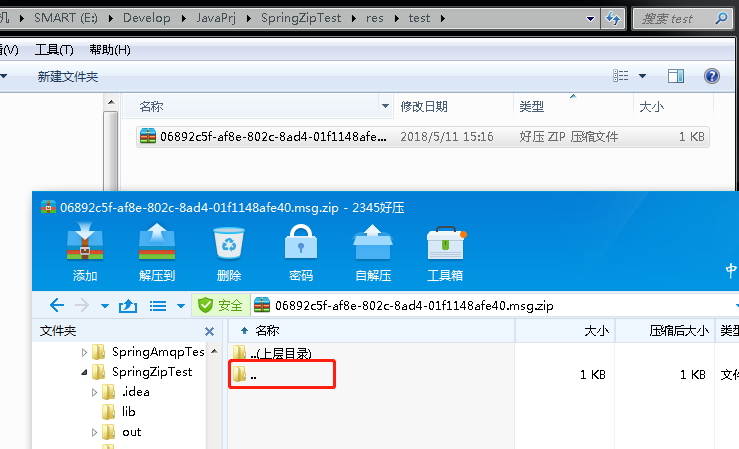 机 ▸ SMART (E:) ▸ Develop ▸ JavaPrj ▸ SpringZipTest ▸ res ▸ test ▸
搜索 test
(V) 工具(T) 帮助(H)
新建文件夹
名称 修改日期 类型 大小
06892c5f-af8e-802c-8ad4-01f1148afe... 2018/5/11 15:16 好压 ZIP 压缩文件 1 KB
06892c5f-af8e-802c-8ad4-01f1148afe40.msg.zip - 2345好压
添加 解压到 删除 密码 自解压 工具箱
中
安全 06892c5f-af8e-802c-8ad4-01f1148afe40.msg.zip
文件夹 名称 大小 压缩后大小 类型
SpringAmqpTes ..(上层目录)
SpringZipTest .. 1 KB 1 KB 文件
.idea
lib
out